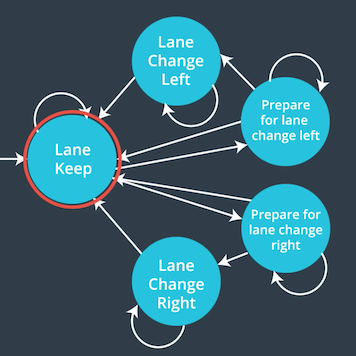 Lane
Change
Left
Prepare
for lane
change left
Lane
Keep
Prepare for
lane change
right
Lane
Change
Right